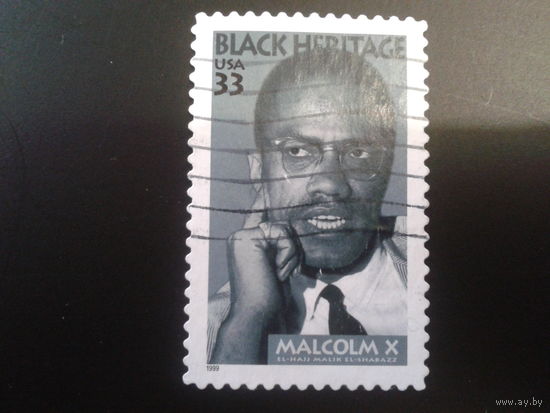 BLACK HERITAGE
USA
33
MALCOLM X
EL-HAJJ MALIK EL-SHABAZZ
1999
www.ay.by